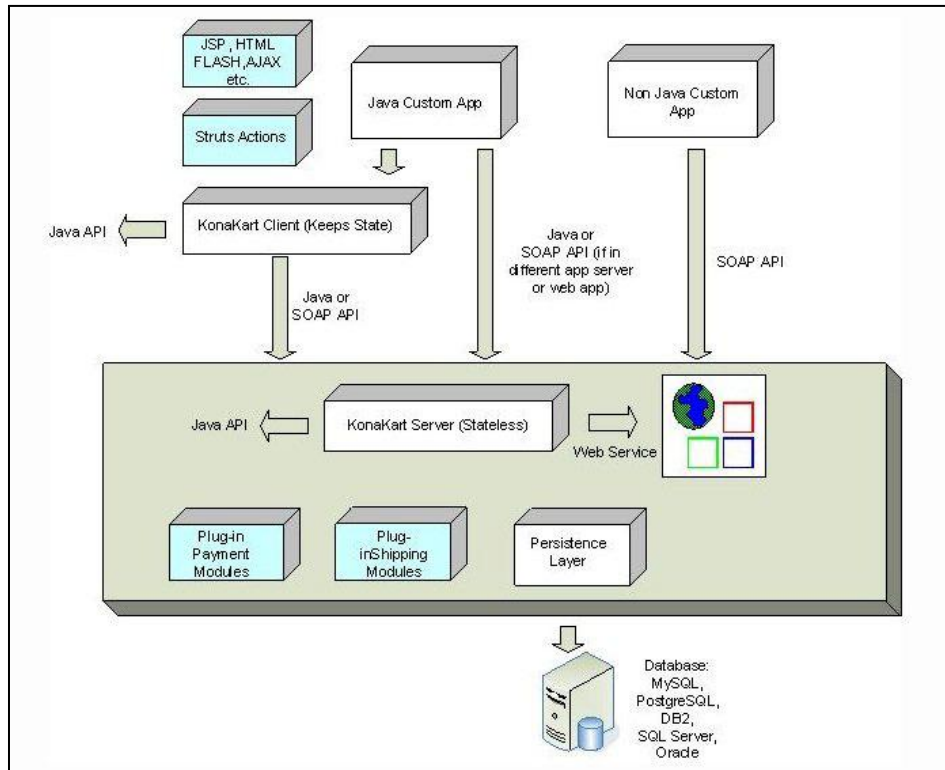 JSP, HTML
FLASH,AJAX
etc.
Java Custom App
Non Java Custom
App
Struts Actions
KonaKart Client (Keeps State)
Java API
Java or
SOAP API (if in
different app server
or web app)
SOAP API
Java or
SOAP API
Java API
KonaKart Server (Stateless)
Web Service
Plug-in
Payment
Modules
Plug-
inShipping
Modules
Persistence
Layer
Database:
MySQL,
PostgreSQL,
DB2,
SQL Server,
Oracle